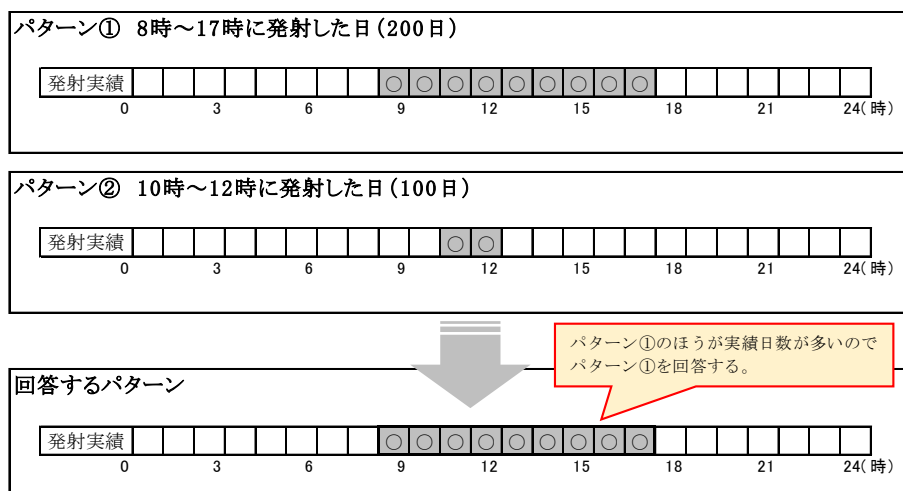 パターン① 8時～17時に発射した日(200日)
発射実績 ○ ○ ○ ○ ○ ○ ○ ○ ○
0 3 6 9 12 15 18 21 24(時)
パターン② 10時～12時に発射した日(100日)
発射実績 ○ ○
0 3 6 9 12 15 18 21 24(時)
パターン①のほうが実績日数が多いので
パターン①を回答する。
回答するパターン
発射実績 ○ ○ ○ ○ ○ ○ ○ ○ ○
0 3 6 9 12 15 18 21 24(時)